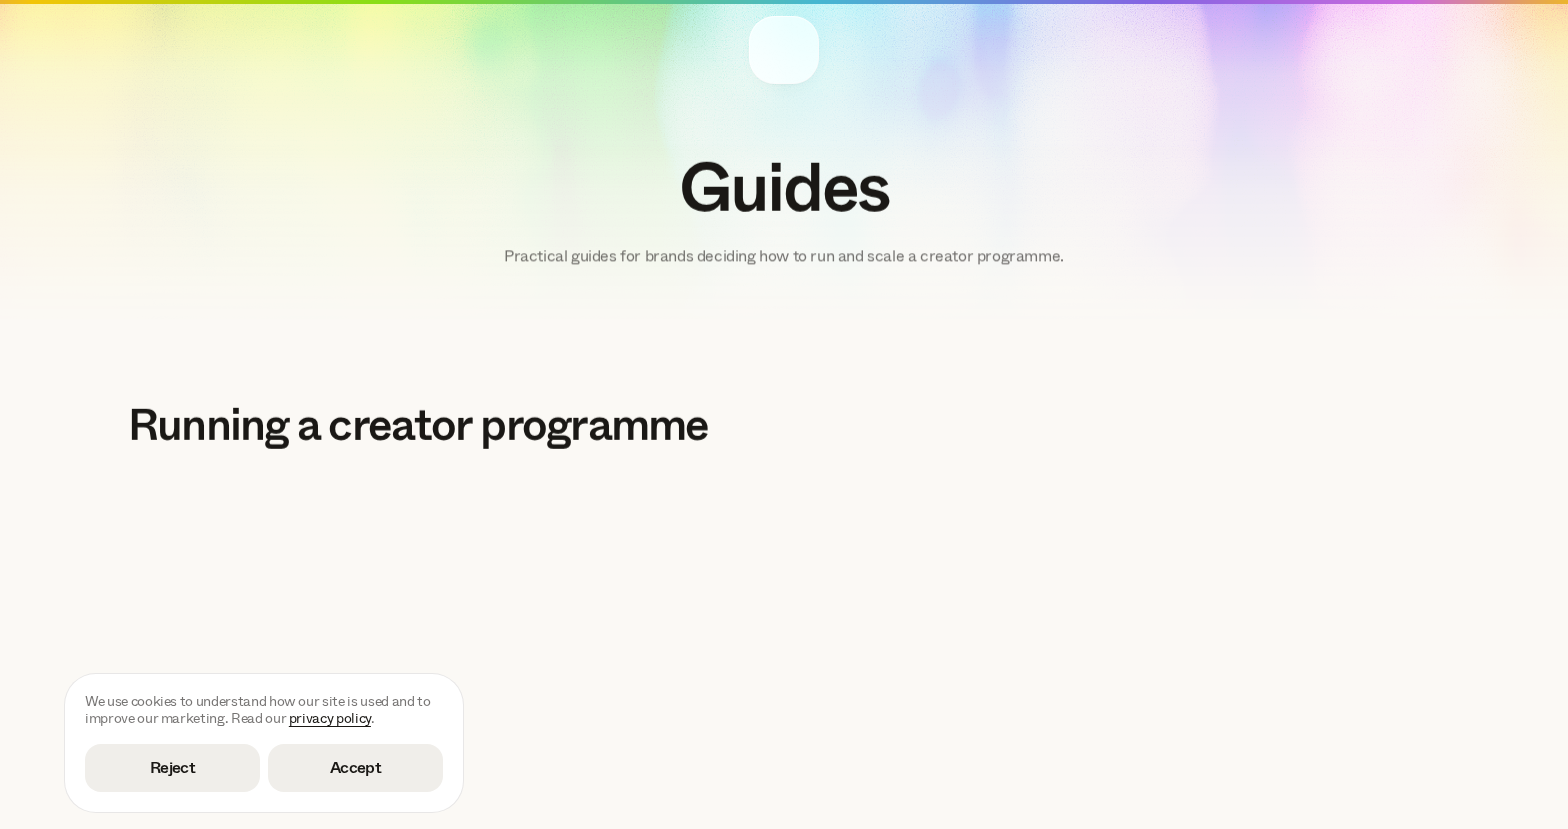 Guides
Practical guides for brands deciding how to run and scale a creator programme.
Running a creator programme
We use cookies to understand how our site is used and to
improve our marketing. Read our privacy policy.
Reject
Accept